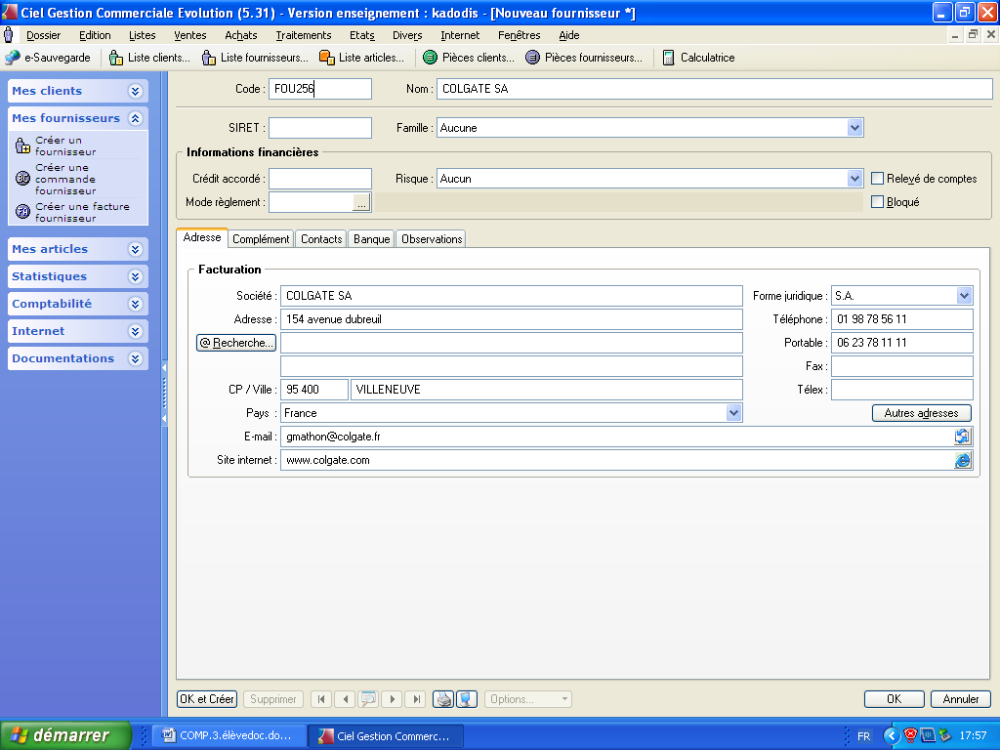 Ciel Gestion Commerciale Evolution (5.31) - Version enseignement : kadodis - [Nouveau fournisseur *]
Dossier Edition Listes Ventes Achats Traitements Etats Divers Internet Fenêtres Aide
e-Sauvegarde Liste clients... Liste fournisseurs... Liste articles... Pièces clients... Pièces fournisseurs... Calculatrice
Mes clients
Mes fournisseurs
Créer un
fournisseur
Créer une
commande
fournisseur
Créer une facture
fournisseur
Mes articles
Statistiques
Comptabilité
Internet
Documentations
Code : FOU256 Nom : COLGATE SA
SIRET : Famille : Aucune
Informations financières
Crédit accordé : Risque : Aucun Relevé de comptes
Mode règlement : ... Bloqué
Adresse Complément Contacts Banque Observations
Facturation
Société : COLGATE SA Forme juridique : S.A.
Adresse : 154 avenue dubreuil Téléphone : 01 98 78 56 11
@ Recherche... Portable : 06 23 78 11 11
Fax :
CP / Ville : 95 400 VILLENEUVE Télex :
Pays : France Autres adresses
E-mail : gmathon@colgate.fr
Site internet : www.colgate.com
OK et Créer Supprimer Options... OK Annuler
démarrer COMP.3.élèvedoc.do... Ciel Gestion Commerc... FR 17:57